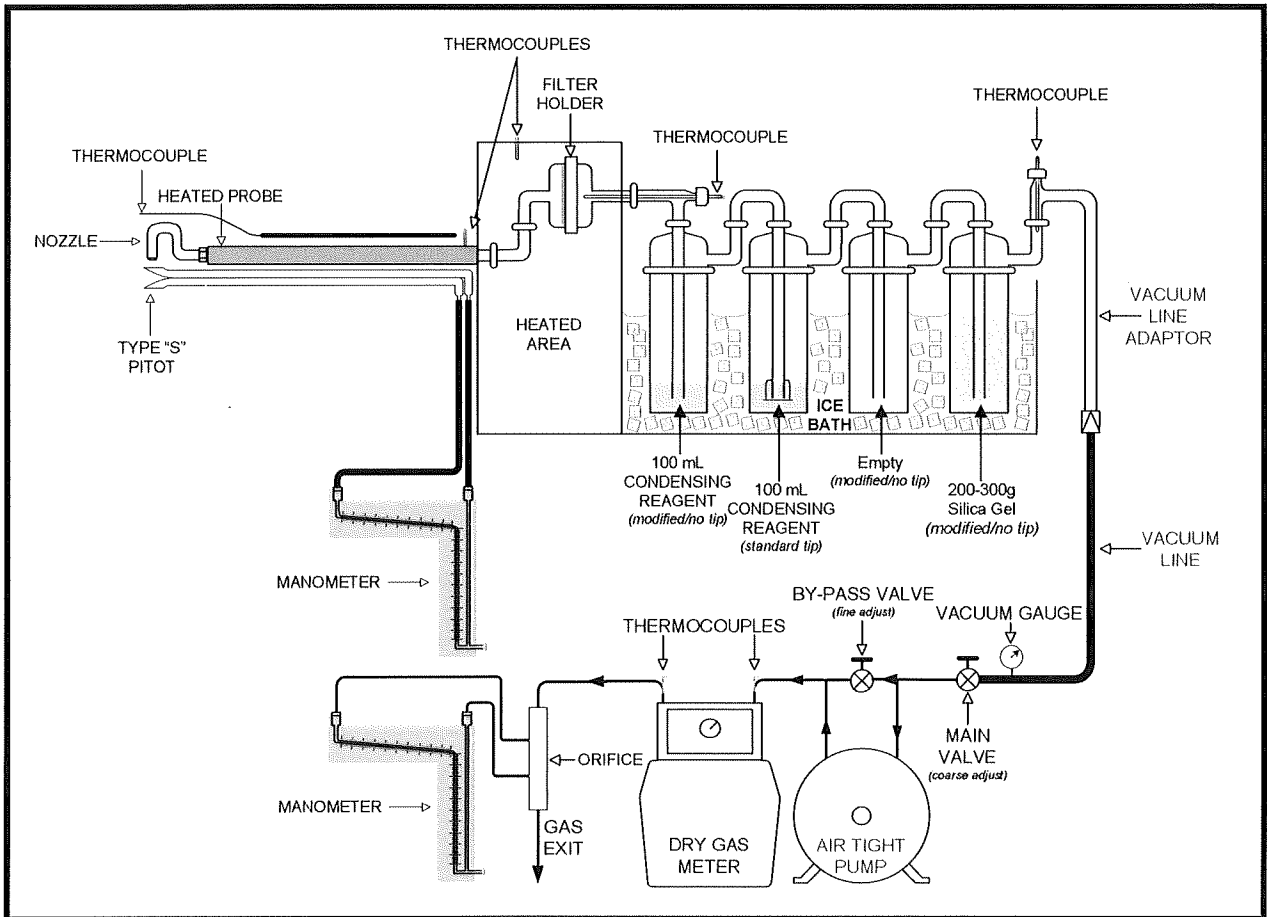 THERMOCOUPLES
FILTER
HOLDER
THERMOCOUPLE
THERMOCOUPLE
THERMOCOUPLE
HEATED PROBE
NOZZLE
TYPE "S"
PITOT
HEATED
AREA
VACUUM
LINE
ADAPTOR
ICE
BATH
100 mL
CONDENSING
REAGENT
(modified/no tip)
100 mL
CONDENSING
REAGENT
(standard tip)
Empty
(modified/no tip)
200-300g
Silica Gel
(modified/no tip)
VACUUM
LINE
MANOMETER
BY-PASS VALVE
(fine adjust)
VACUUM GAUGE
THERMOCOUPLES
MAIN
VALVE
(coarse adjust)
ORIFICE
MANOMETER
GAS
EXIT
DRY GAS
METER
AIR TIGHT
PUMP